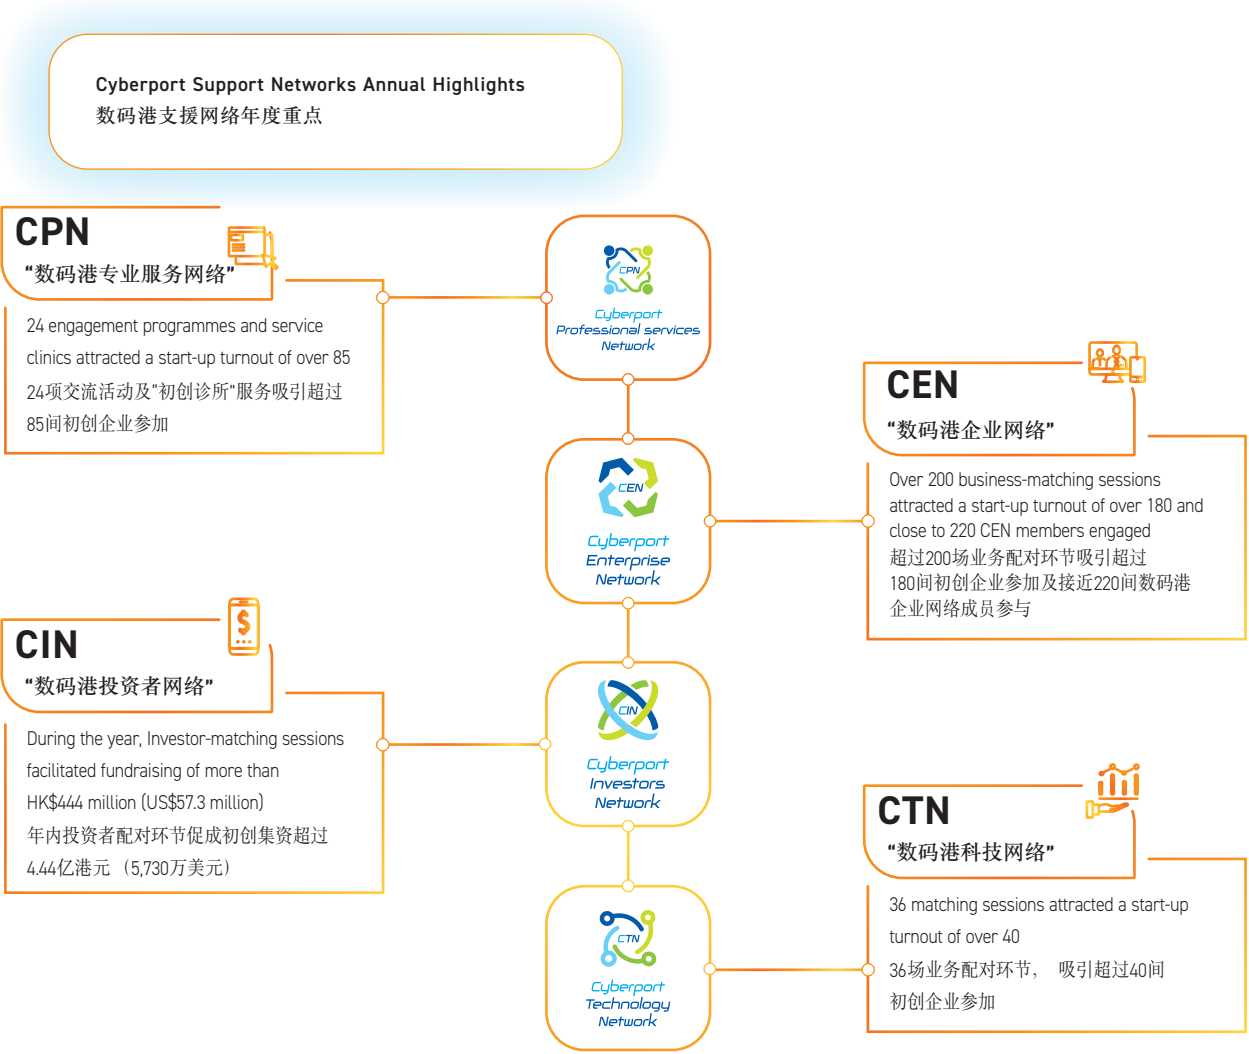 Cyberport Support Networks Annual Highlights
数码港支援网络年度重点
CPN
“数码港专业服务网络”
24 engagement programmes and service
clinics attracted a start-up turnout of over 85
24项交流活动及“初创诊所”服务吸引超过
85间初创企业参加
CPN
Cyberport
Professional services
Network
CEN
“数码港企业网络”
Over 200 business-matching sessions
attracted a start-up turnout of over 180 and
close to 220 CEN members engaged
超过200场业务配对环节吸引超过
180间初创企业参加及接近220间数码港
企业网络成员参与
CEN
Cyberport
Enterprise
Network
CIN
“数码港投资者网络”
During the year, Investor-matching sessions
facilitated fundraising of more than
HK$444 million (US$57.3 million)
年内投资者配对环节促成初创集资超过
4.44亿港元（5,730万美元）
CIN
Cyberport
Investors
Network
CTN
“数码港科技网络”
36 matching sessions attracted a start-up
turnout of over 40
36场业务配对环节， 吸引超过40间
初创企业参加
CTN
Cyberport
Technology
Network